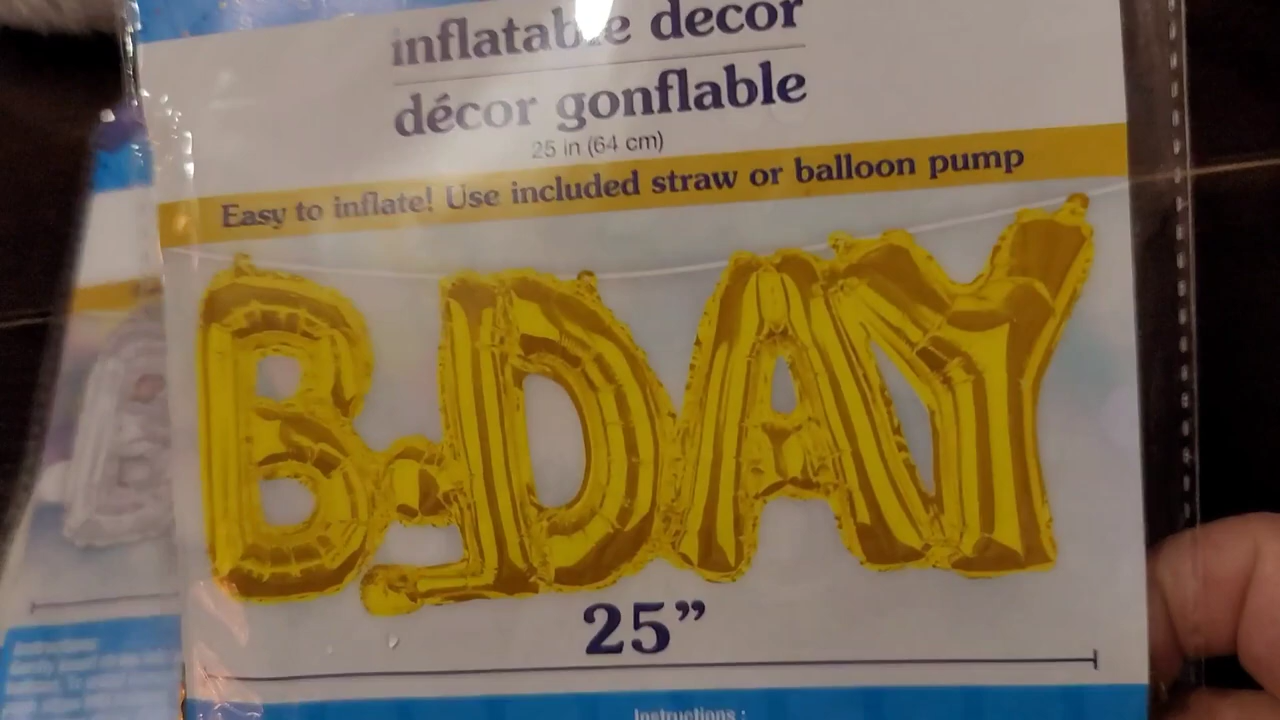 inflatable decor
décor gonflable
25 in (64 cm)
Easy to inflate! Use included straw or balloon pump
B-DAY
25”
Instructions :